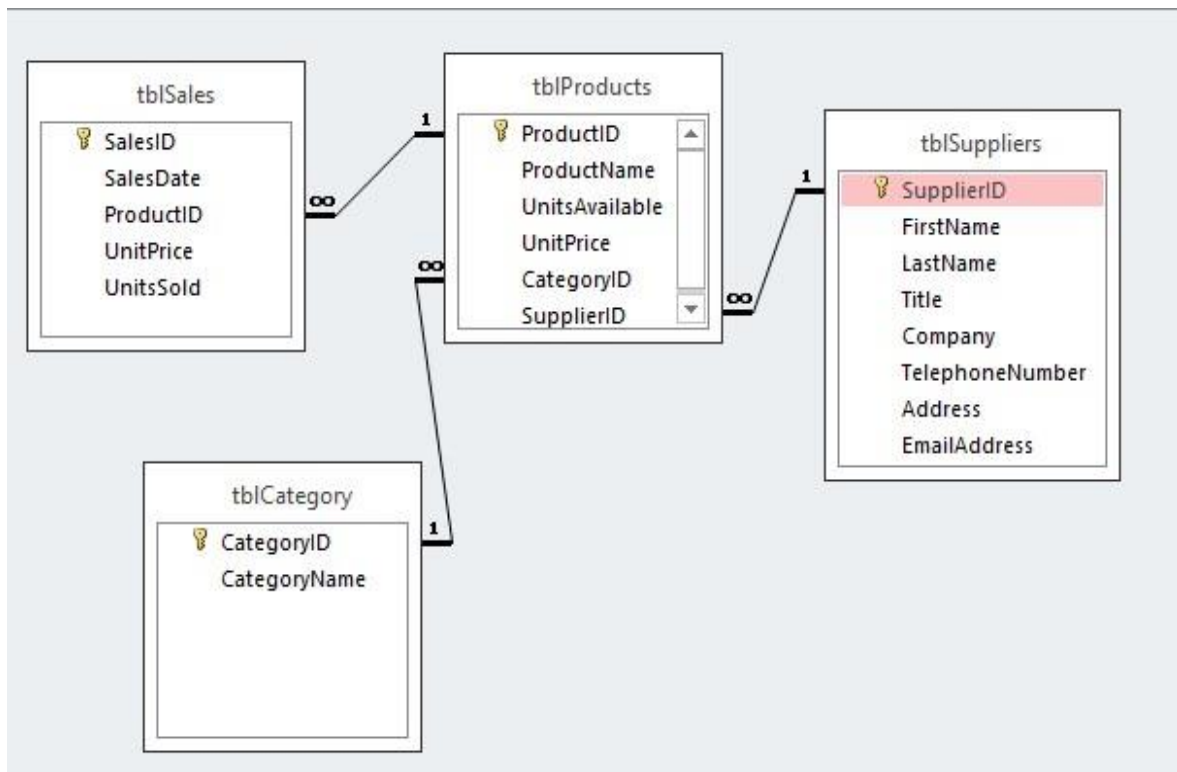 tblSales
SalesID
SalesDate
ProductID
UnitPrice
UnitsSold
1
∞
tblProducts
ProductID
ProductName
UnitsAvailable
UnitPrice
CategoryID
SupplierID
∞
∞
1
tblSuppliers
SupplierID
FirstName
LastName
Title
Company
TelephoneNumber
Address
EmailAddress
tblCategory
CategoryID
CategoryName
1